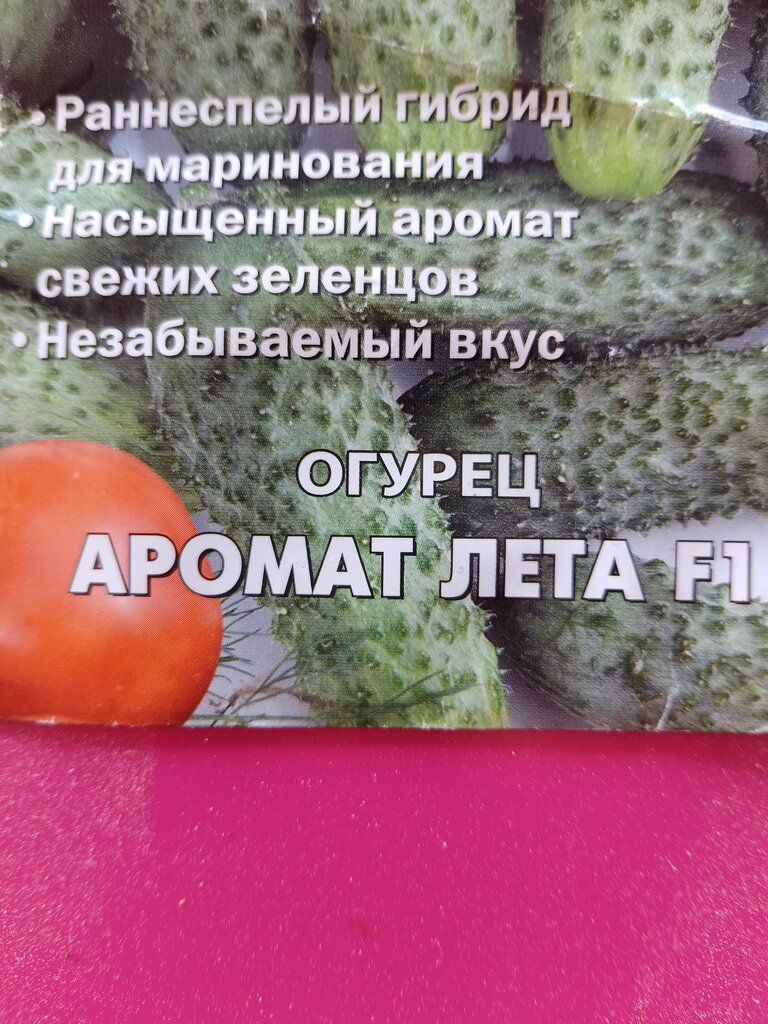 • Раннеспелый гибрид
для маринования
• Насыщенный аромат
свежих зеленцов
• Незабываемый вкус
ОГУРЕЦ
АРОМАТ ЛЕТА F1